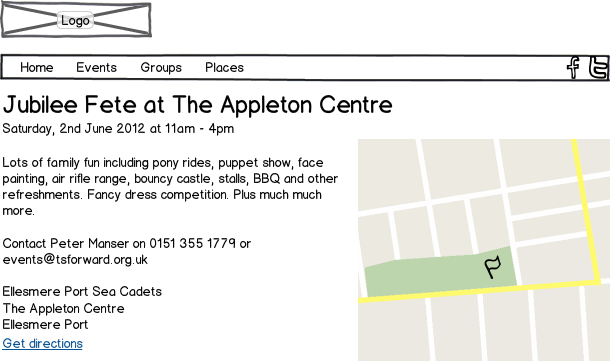 Logo
Home Events Groups Places
Jubilee Fete at The Appleton Centre
Saturday, 2nd June 2012 at 11am - 4pm
Lots of family fun including pony rides, puppet show, face
painting, air rifle range, bouncy castle, stalls, BBQ and other
refreshments. Fancy dress competition. Plus much much
more.
Contact Peter Manser on 0151 355 1779 or
events@tsforward.org.uk
Ellesmere Port Sea Cadets
The Appleton Centre
Ellesmere Port
Get directions